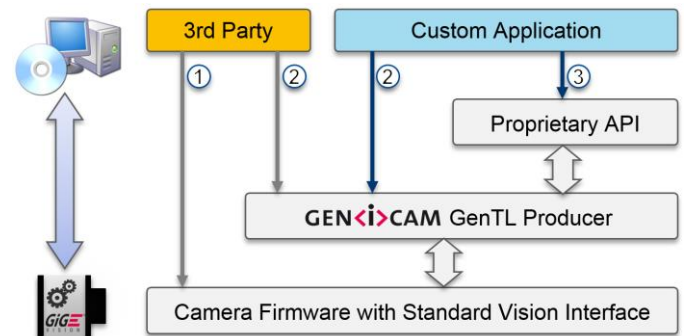 3rd Party
Custom Application
① ② ② ③
Proprietary API
GEN<i>CAM GenTL Producer
Camera Firmware with Standard Vision Interface
GiGE
VISION